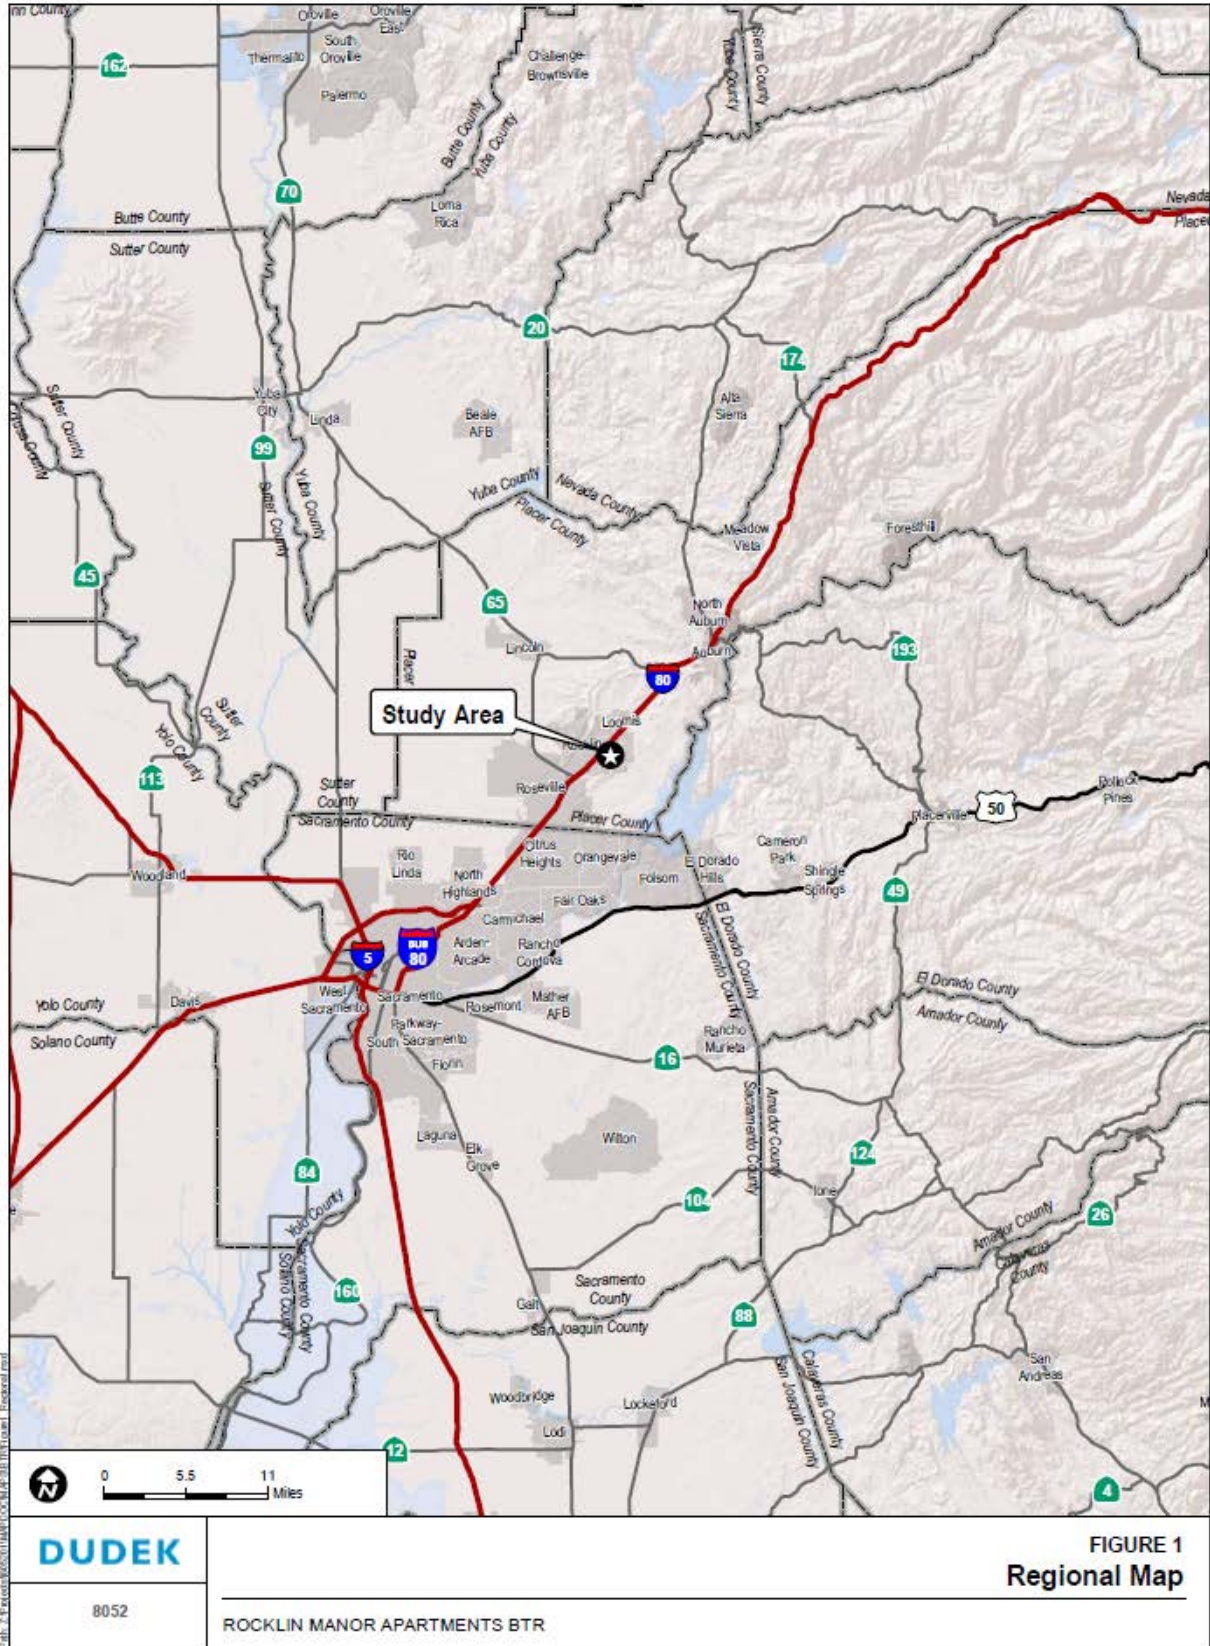 Oroville
Oroville
East
Thermalito
South
Oroville
Challenge-
Brownsville
Yuba County
Sierra County
162
Palermo
Butte County
Yuba County
70
Loma
Rica
Butte County
Sutter County
Nevada
20
174
Yuba
City
Linda
Beale
AFB
Alta
Sierra
Sutter County
99
Sutter County
Yuba County
Yuba County
Nevada County
Placer County
Meadow
Vista
Foresthill
45
65
North
Auburn
Auburn
193
Lincoln
80
Placer
Study Area
Loomis
Rocklin
Sutter
County
Yolo County
113
Roseville
Sutter
County
Sacramento County
Placer County
Pollock
Pines
50
Placerville
Citrus
Heights
Orangevale
Cameron
Park
Rio
Linda
North
Highlands
Folsom
El Dorado
Hills
Shingle
Springs
Woodland
Fair Oaks
49
Carmichael
5
BUS
80
Arden-
Arcade
Rancho
Cordova
El Dorado County
Sacramento County
West
Sacramento
Sacramento
Rosemont
Mather
AFB
El Dorado County
Amador County
Yolo County
Solano County
Davis
Parkway-
South Sacramento
Florin
16
Rancho
Murieta
Laguna
Elk
Grove
Wilton
Sacramento County
Amador County
124
84
104
Ione
26
Yolo County
Sacramento County
Solano County
Amador County
Calaveras
County
160
Galt
Sacramento
County
San Joaquin County
88
San
Andreas
Calaveras County
San Joaquin County
Woodbridge
Lockeford
Lodi
12
4
N
0 5.5 11
Miles
DUDEK
8052
FIGURE 1
Regional Map
ROCKLIN MANOR APARTMENTS BTR